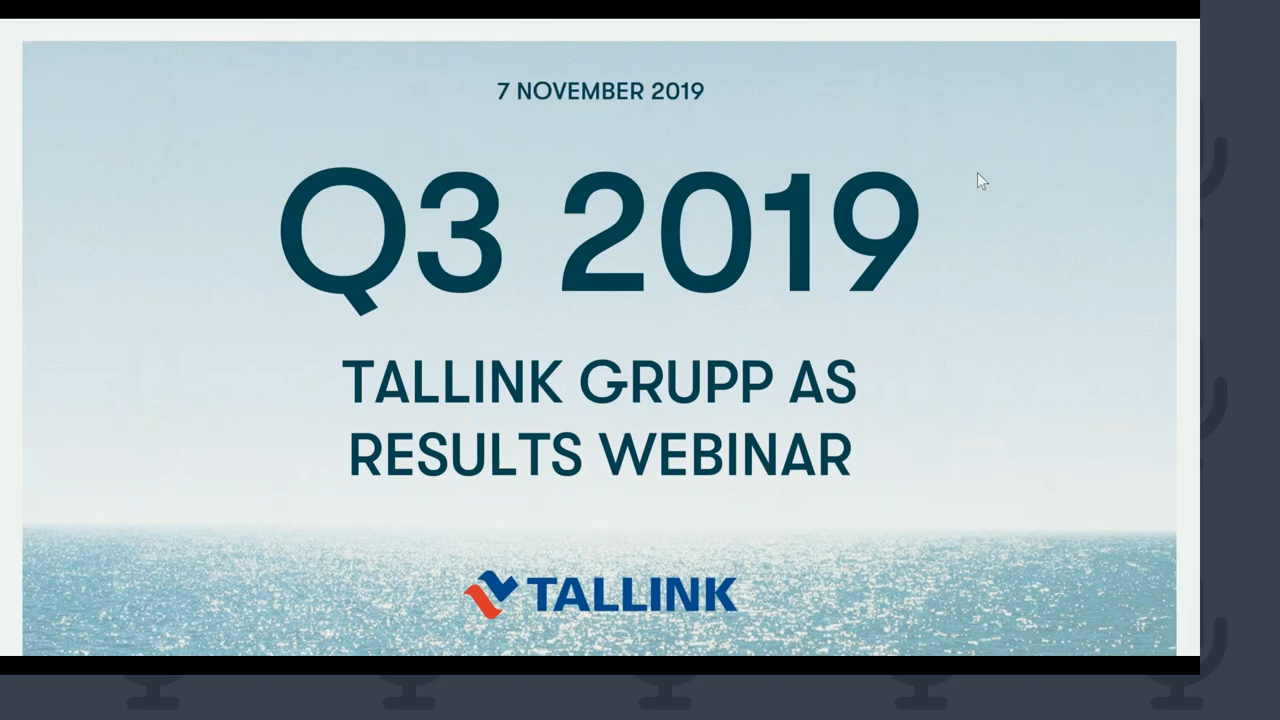 7 NOVEMBER 2019
Q3 2019
TALLINK GRUPP AS
RESULTS WEBINAR
TALLINK